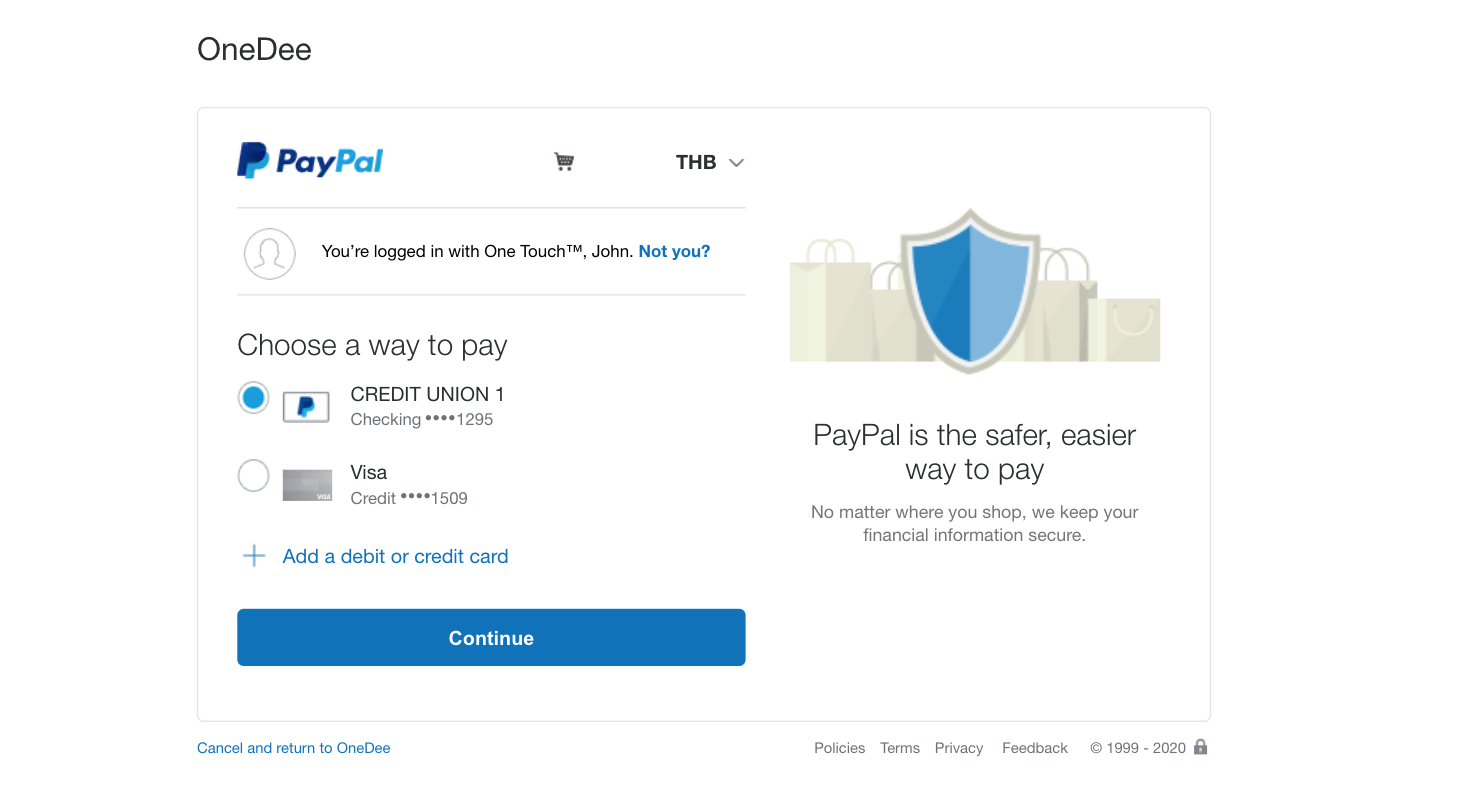 OneDee
PayPal
THB
You're logged in with One Touch™, John. Not you?
Choose a way to pay
CREDIT UNION 1
Checking ••••1295
Visa
VISA
Credit ••••1509
Add a debit or credit card
Continue
PayPal is the safer, easier
way to pay
No matter where you shop, we keep your
financial information secure.
Cancel and return to OneDee
Policies Terms Privacy Feedback © 1999 - 2020